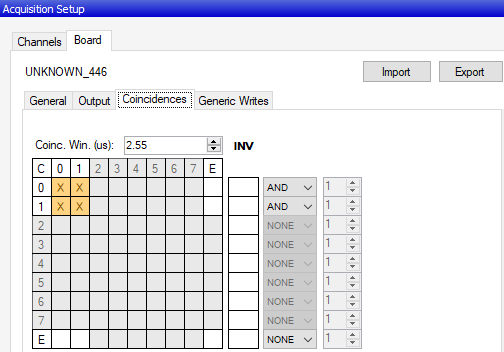 Acquisition Setup
Channels Board
UNKNOWN_446 Import Export
General Output Coincidences Generic Writes
Coinc. Win. (us): 2.55 INV
C 0 1 2 3 4 5 6 7 E
0 X X AND 1
1 X X AND 1
2 NONE 1
3 NONE 1
4 NONE 1
5 NONE 1
6 NONE 1
7 NONE 1
E NONE 1